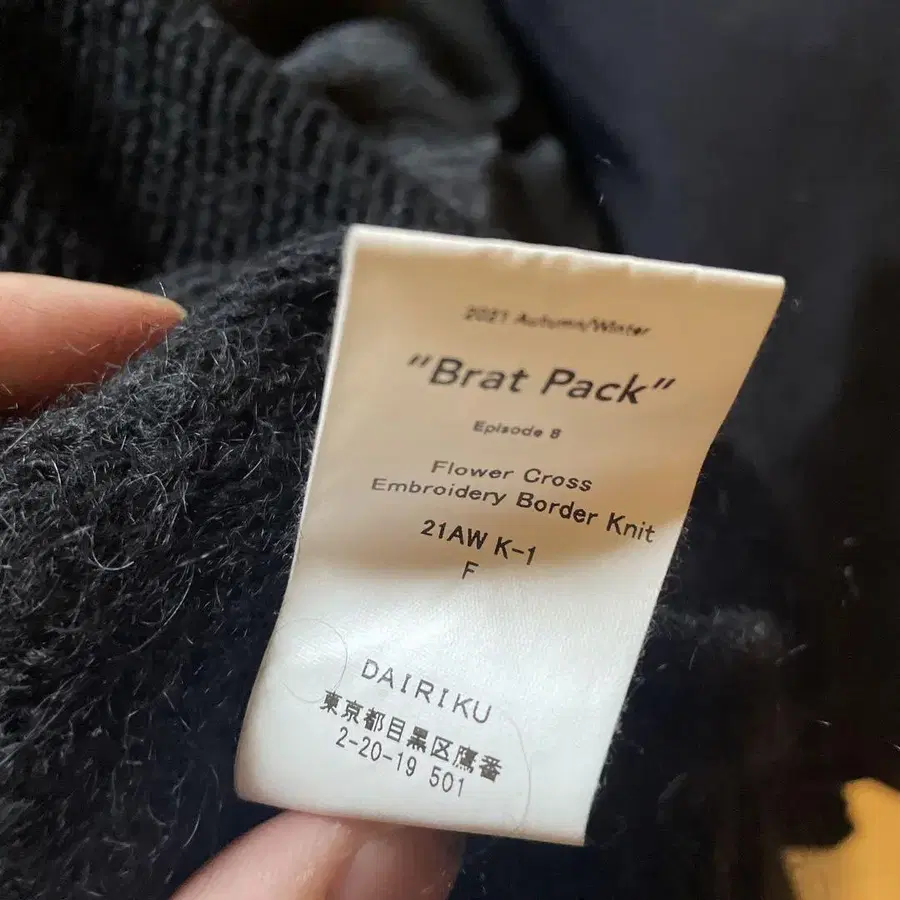 2021 Autumn/Winter
"Brat Pack"
Episode 8
Flower Cross
Embroidery Border Knit
21AW K-1
F
DAIRIKU
東京都目黒区鷹番
2-20-19 501